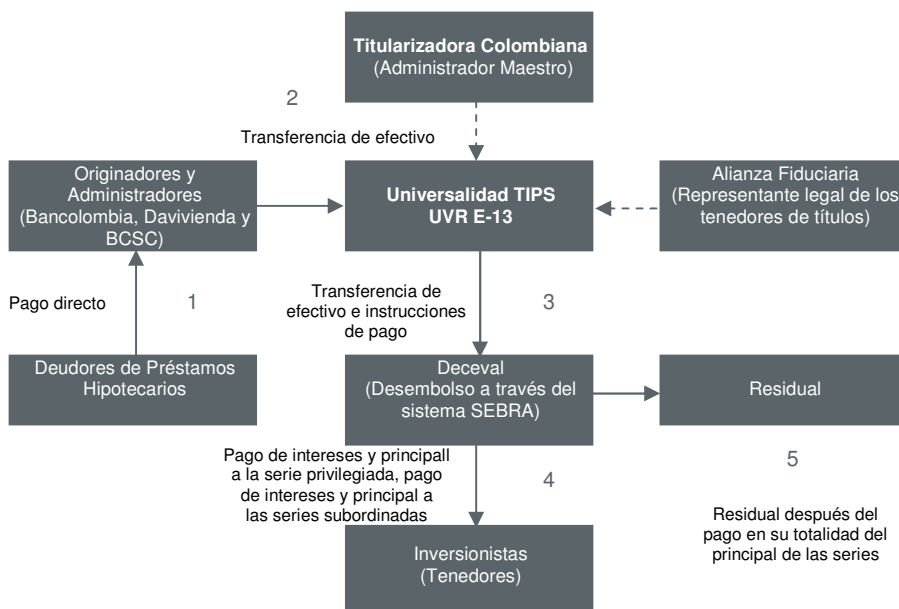 Titularizadora Colombiana
(Administrador Maestro)
2
Transferencia de efectivo
Originadores y
Administradores
(Bancolombia, Davivienda y
BCSC)
Universalidad TIPS
UVR E-13
Alianza Fiduciaria
(Representante legal de los
tenedores de títulos)
Pago directo
1
Transferencia de
efectivo e instrucciones
de pago
3
Deudores de Préstamos
Hipotecarios
Deceval
(Desembolso a través del
sistema SEBRA)
Residual
Pago de intereses y principall
a la serie privilegiada, pago
de intereses y principal a
las series subordinadas
4
5
Residual después del
pago en su totalidad del
principal de las series
Inversionistas
(Tenedores)